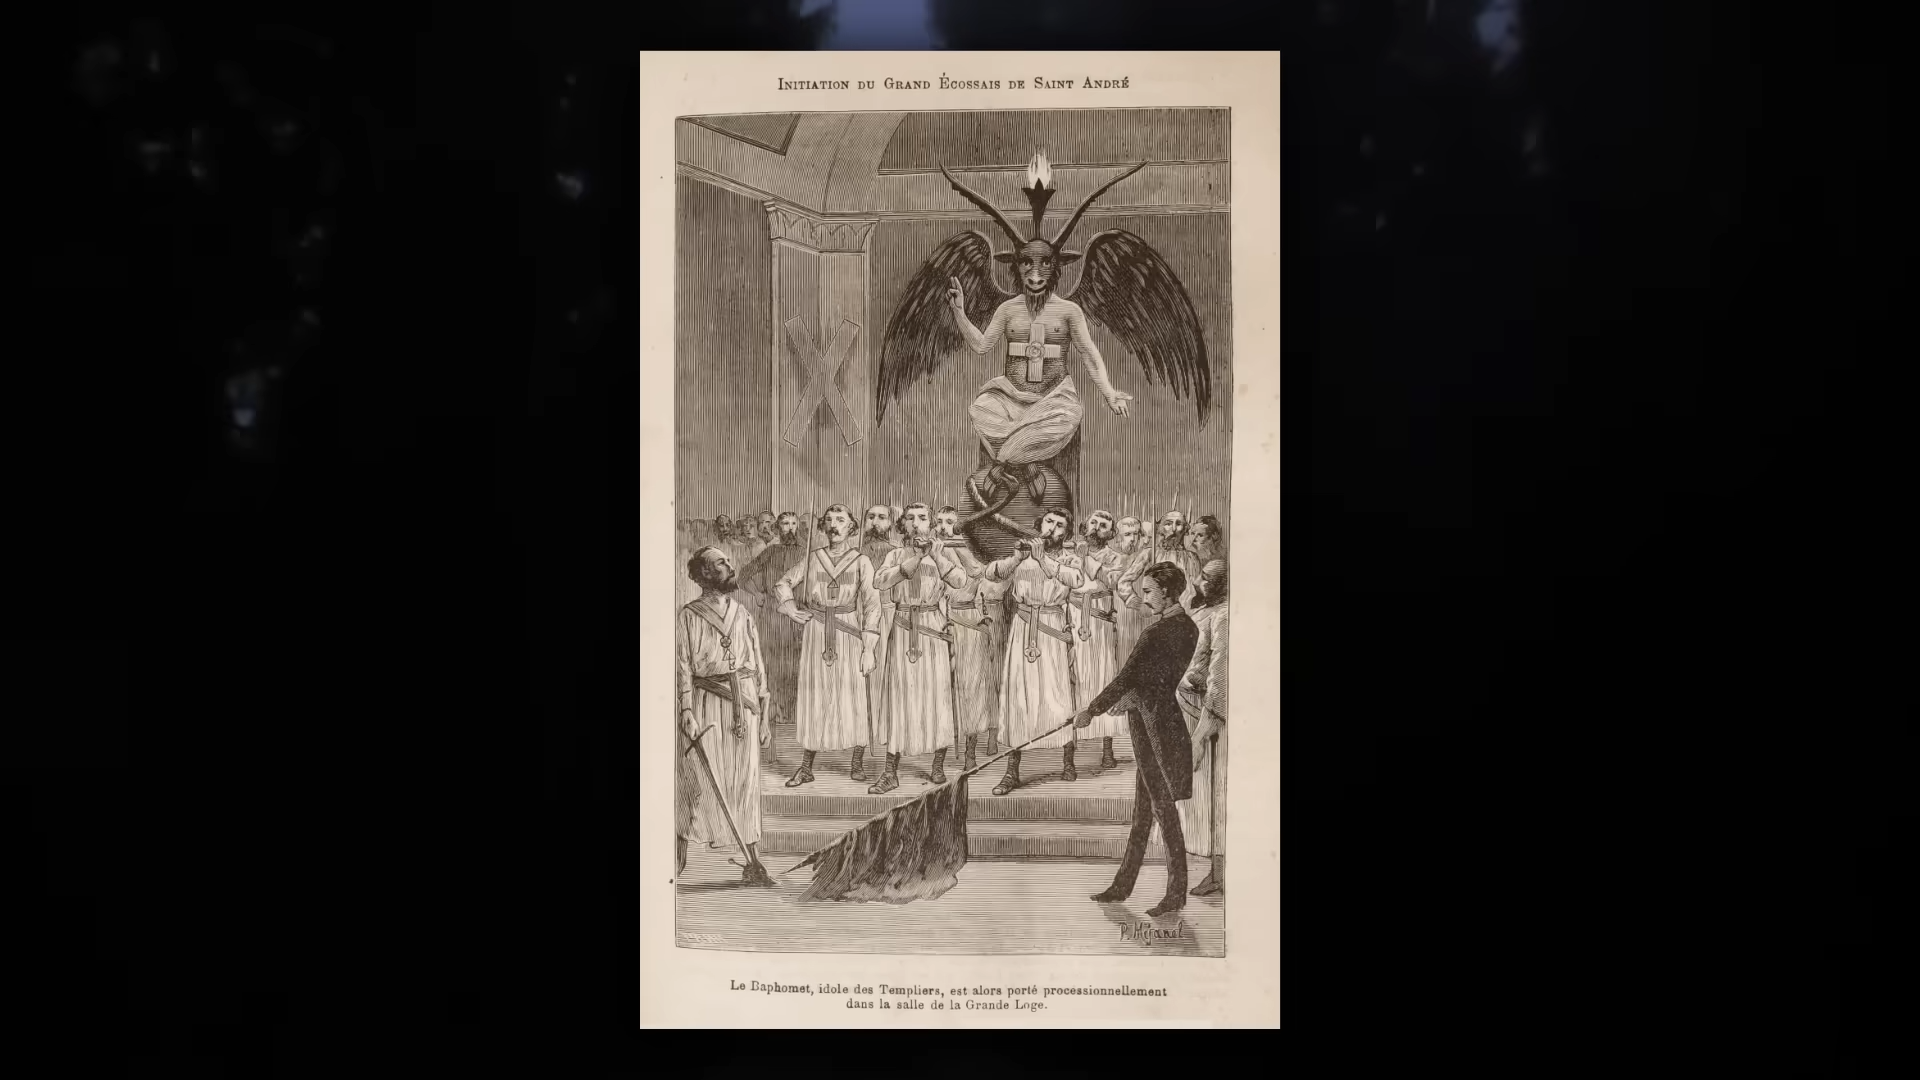 Initiation du Grand Écossais de Saint André
P. Méjanel
Le Baphomet, idole des Templiers, est alors porté processionnellement
dans la salle de la Grande Loge.